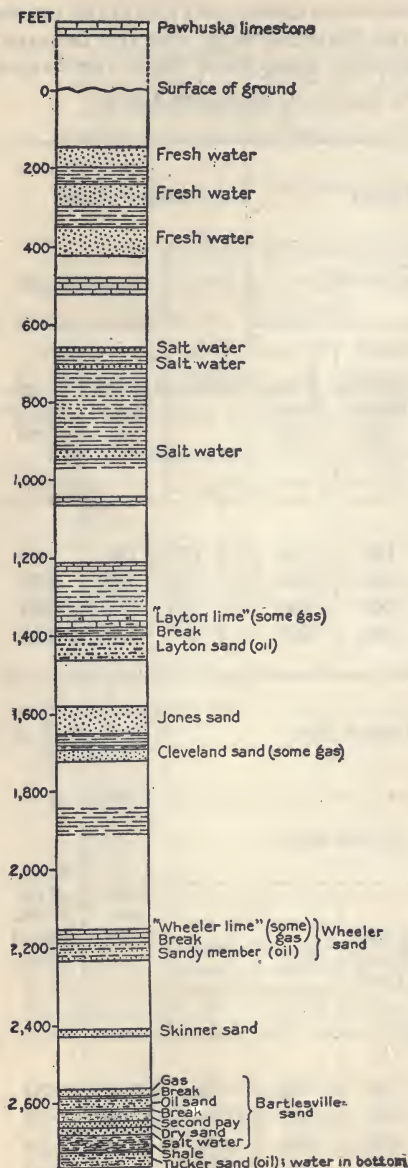 FEET
Pawhuska limestone
0 Surface of ground
Fresh water
200
Fresh water
Fresh water
400
600
Salt water
Salt water
800
Salt water
1,000
1,200
"Layton lime" (some gas)
1,400 Break
Layton sand (oil)
1,600 Jones sand
Cleveland sand (some gas)
1,800
2,000
"Wheeler lime" (some gas) Wheeler sand
Break
2,200 Sandy member (oil)
2,400 Skinner sand
Gas
Break
2,600 Oil sand Bartlesville sand
Break
Second pay
Dry sand
Salt water
Shale
Tucker sand (oil); water in bottom